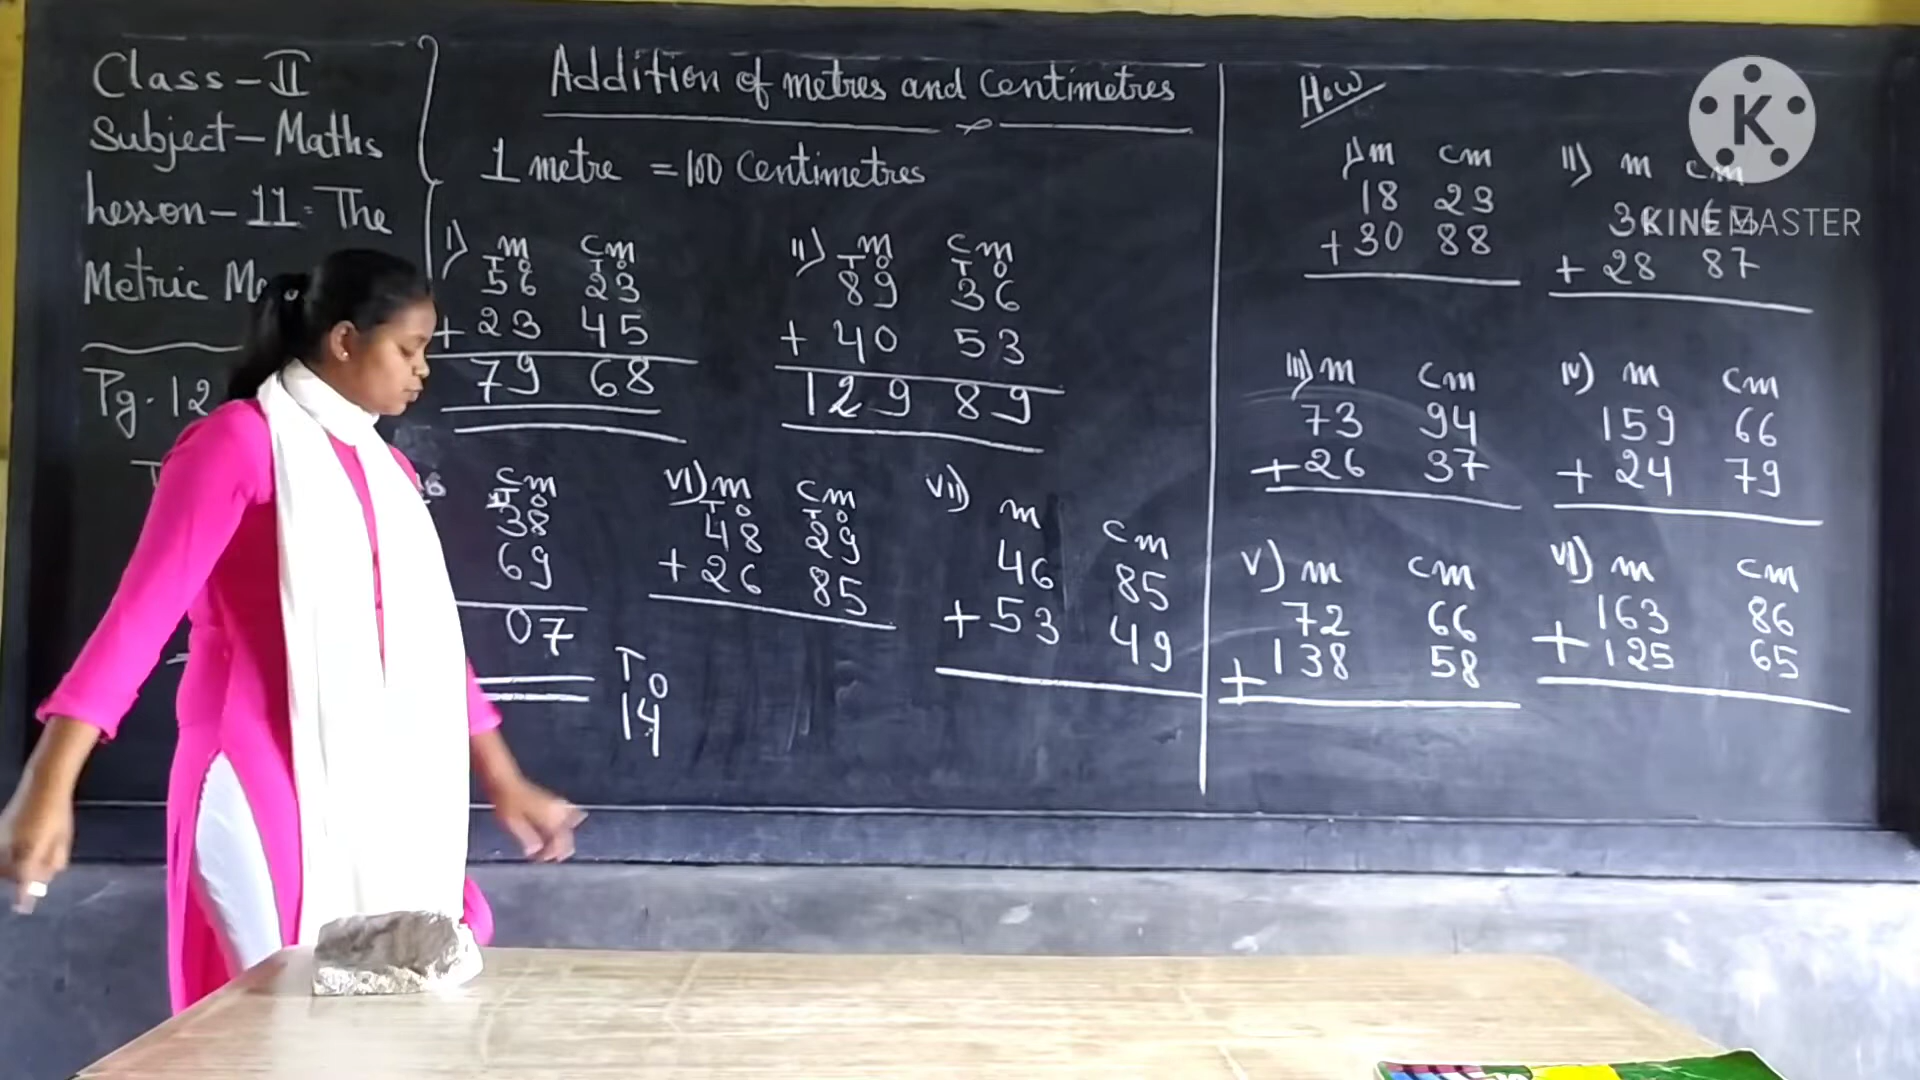 Class - II
Subject - Maths
Lesson - 11: The
Metric
Pg. 12
Addition of metres and Centimetres
1 metre = 100 Centimetres
I) m cm
T O T O
56 23
+ 23 45
79 68
II) m cm
T O T O
89 36
+ 40 53
129 89
cm
T O
38
69
07
T O
14
VI) m cm
T O T O
48 29
+ 26 85
VII) m cm
46 85
+ 53 49
H.W
I) m cm
18 23
+ 30 88
II) m cm
+ 28 87
III) m cm
73 94
+ 26 37
IV) m cm
159 66
+ 24 79
V) m cm
72 66
+ 138 58
VI) m cm
163 86
+ 125 65
K
KINEMASTER